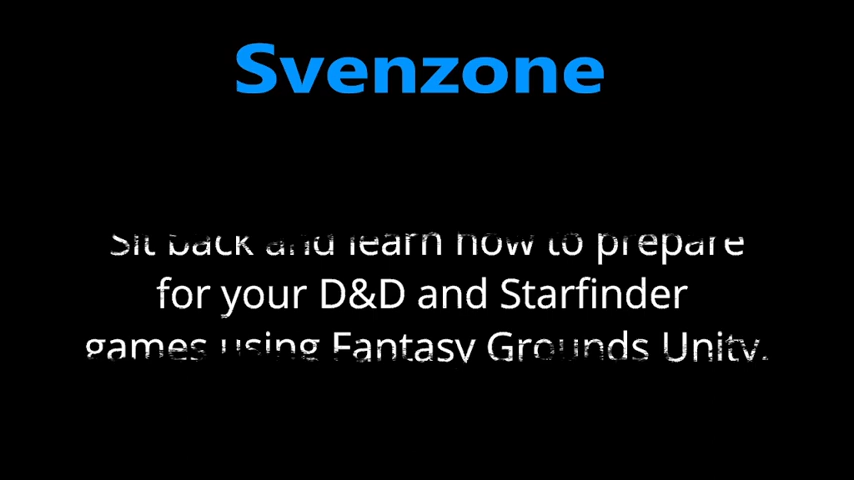 Svenzone
Sit back and learn how to prepare
for your D&D and Starfinder
games using Fantasy Grounds Unity.